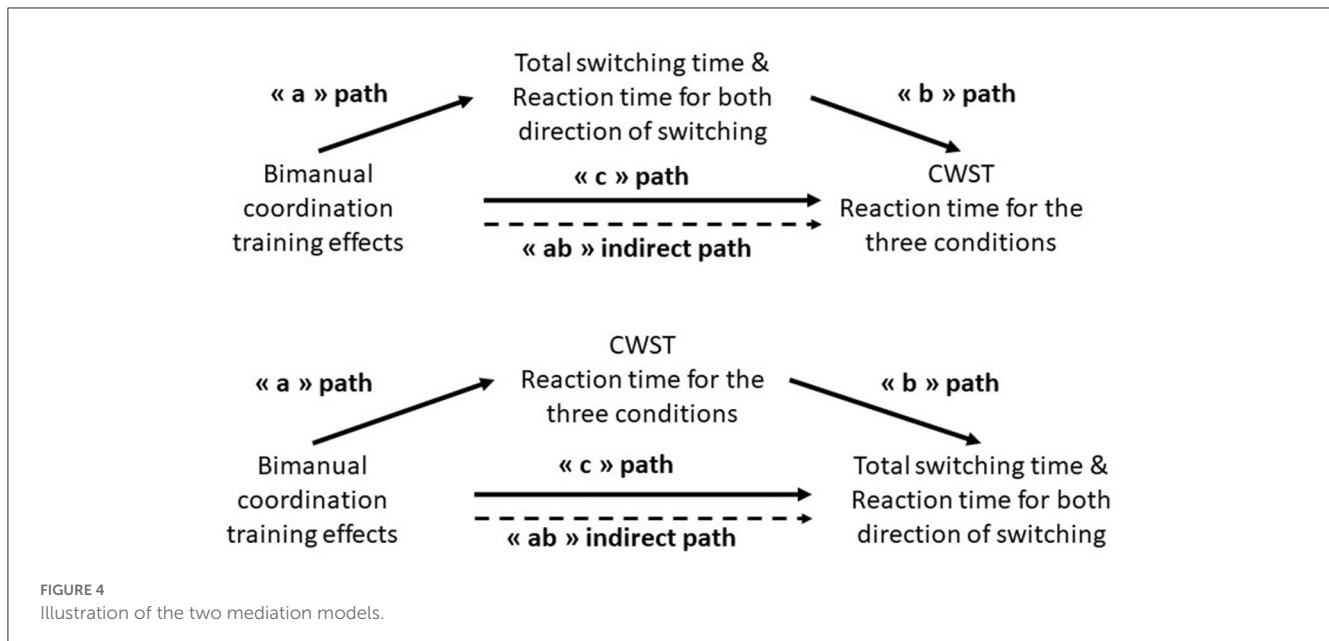 Total switching time &
« a » path
Reaction time for both
« b » path
direction of switching
Bimanual
« c » path
CWST
coordination
Reaction time for the
training effects
« ab » indirect path
three conditions
CWST
« a » path
Reaction time for the
« b » path
three conditions
Bimanual
« c » path
Total switching time &
coordination
Reaction time for both
training effects
« ab » indirect path
direction of switching
FIGURE 4
Illustration of the two mediation models.